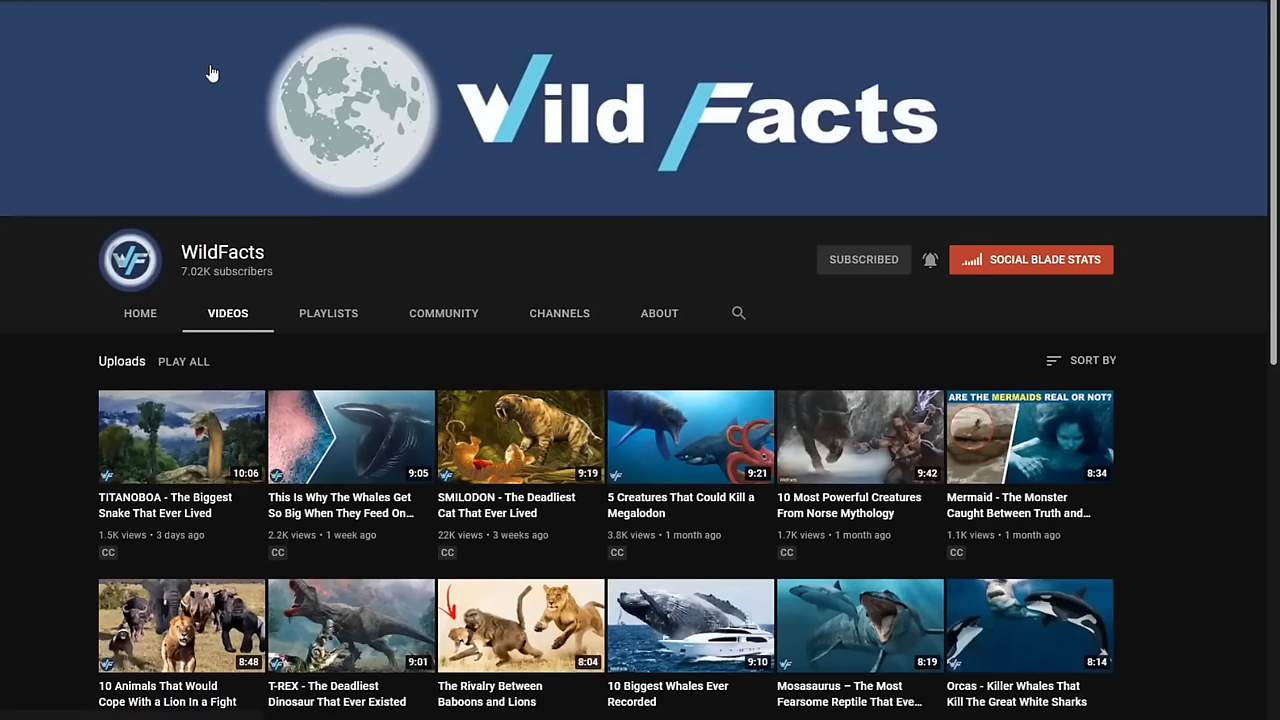 Wild Facts
WildFacts
7.02K subscribers
SUBSCRIBED
SOCIAL BLADE STATS
HOME
VIDEOS
PLAYLISTS
COMMUNITY
CHANNELS
ABOUT
Uploads
PLAY ALL
SORT BY
10:06
TITANOBOA - The Biggest
Snake That Ever Lived
1.5K views • 3 days ago
CC
9:05
This Is Why The Whales Get
So Big When They Feed On...
2.2K views • 1 week ago
CC
9:19
SMILODON - The Deadliest
Cat That Ever Lived
22K views • 3 weeks ago
CC
9:21
5 Creatures That Could Kill a
Megalodon
3.8K views • 1 month ago
CC
9:42
10 Most Powerful Creatures
From Norse Mythology
1.7K views • 1 month ago
CC
ARE THE MERMAIDS REAL OR NOT?
8:34
Mermaid - The Monster
Caught Between Truth and...
1.1K views • 1 month ago
CC
8:48
10 Animals That Would
Cope With a Lion In a Fight
9:01
T-REX - The Deadliest
Dinosaur That Ever Existed
8:04
The Rivalry Between
Baboons and Lions
9:10
10 Biggest Whales Ever
Recorded
8:19
Mosasaurus – The Most
Fearsome Reptile That Eve...
8:14
Orcas - Killer Whales That
Kill The Great White Sharks